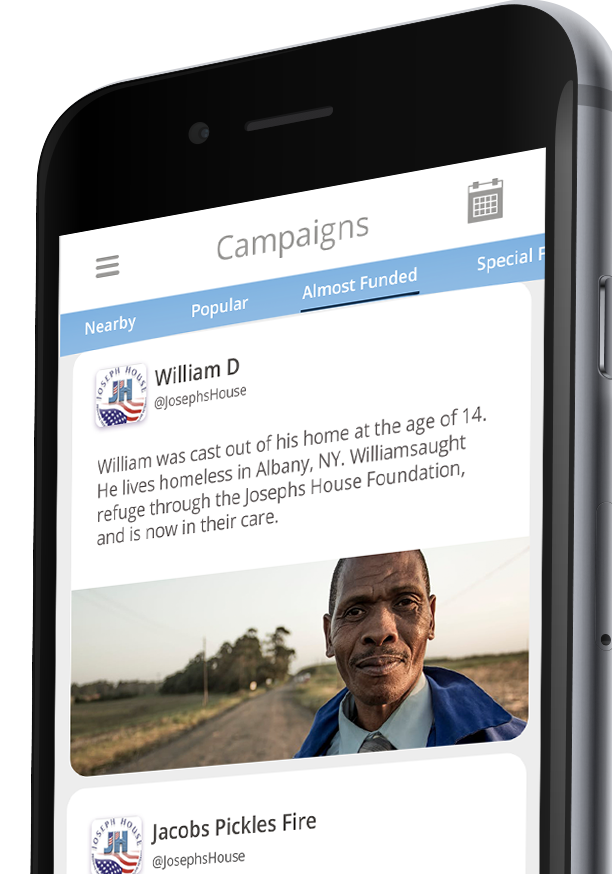 Campaigns
Nearby Popular Almost Funded Special F
JOSEPH HOUSE
JH
William D
@JosephsHouse
William was cast out of his home at the age of 14.
He lives homeless in Albany, NY. Williamsaught
refuge through the Josephs House Foundation,
and is now in their care.
JOSEPH HOUSE
JH
Jacobs Pickles Fire
@JosephsHouse